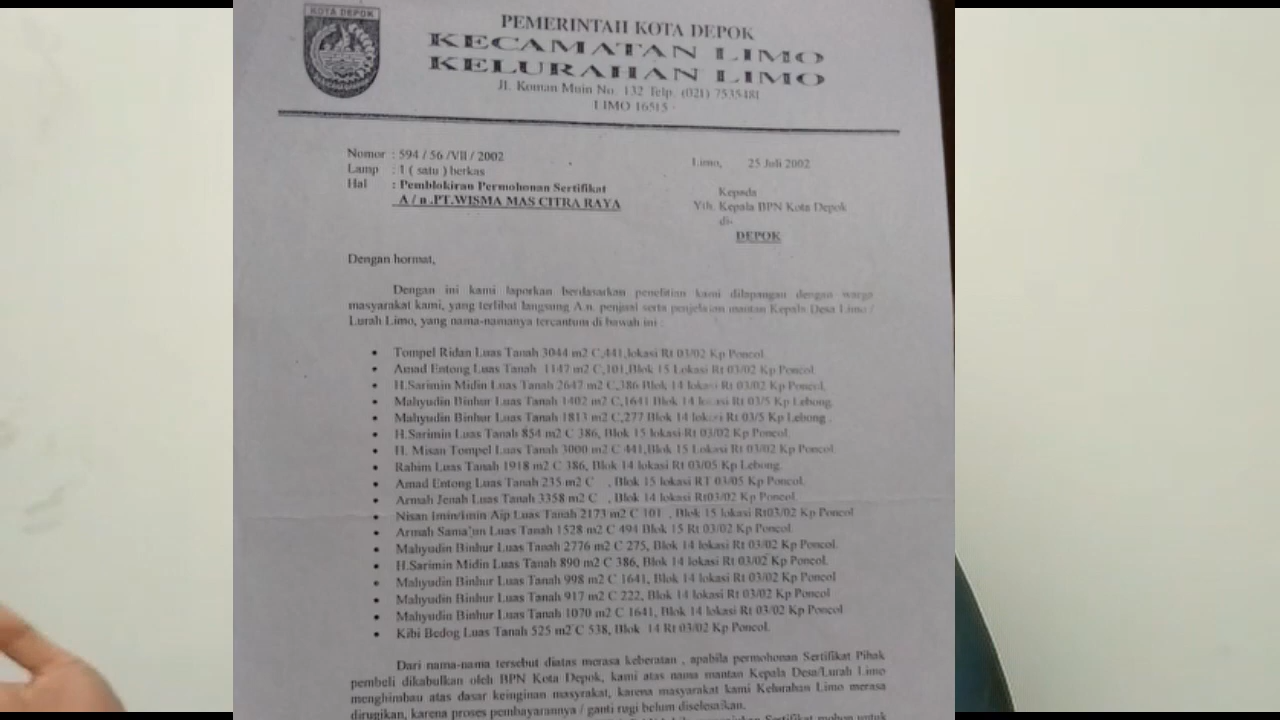 KOTA DEPOK
PEMERINTAH KOTA DEPOK
KECAMATAN LIMO
KELURAHAN LIMO
Jl. Koman Muin No. 132 Telp. (021) 7535481
LIMO 16515
Nomor : 594 / 56 /VII / 2002
Limo, 25 Juli 2002
Lamp : 1 ( satu ) berkas
Hal : Pemblokiran Permohonan Sertifikat
A / n .PT.WISMA MAS CITRA RAYA
Kepada
Yth. Kepala BPN Kota Depok
di-
DEPOK
Dengan hormat,
Dengan ini kami laporkan berdasarkan penelitian kami dilapangan dengan warga
masyarakat kami, yang terlibat langsung A.n. penjual serta penjelasan mantan Kepala Desa Limo /
Lurah Limo, yang nama-namanya tercantum di bawah ini :
• Tompel Ridan Luas Tanah 3044 m2 C,441,lokasi Rt 03/02 Kp Poncol.
• Amad Entong Luas Tanah 1147 m2 C,101,Blok 15 Lokasi Rt 03/02 Kp Poncol.
• H.Sarimin Midin Luas Tanah 2647 m2 C,386 Blok 14 lokasi Rt 03/02 Kp Poncol.
• Mahyudin Binhur Luas Tanah 1402 m2 C,1641 Blok 14 lokasi Rt 03/5 Kp Lebong.
• Mahyudin Binhur Luas Tanah 1813 m2 C,277 Blok 14 lokasi Rt 03/5 Kp Lebong .
• H.Sarimin Luas Tanah 854 m2 C 386, Blok 15 lokasi Rt 03/02 Kp Poncol.
• H. Misan Tompel Luas Tanah 3000 m2 C 441,Blok 15 Lokasi Rt 03/02 Kp Poncol.
• Rahim Luas Tanah 1918 m2 C 386, Blok 14 lokasi Rt 03/05 Kp Lebong.
• Amad Entong Luas Tanah 235 m2 C , Blok 15 lokasi RT 03/05 Kp Poncol.
• Armah Jenah Luas Tanah 3358 m2 C , Blok 14 lokasi Rt03/02 Kp Poncol.
• Nisan Imin/Imin Aip Luas Tanah 2173 m2 C 101 , Blok 15 lokasi Rt03/02 Kp Poncol
• Armah Sama'un Luas Tanah 1528 m2 C 494 Blok 15 Rt 03/02 Kp Poncol.
• Mahyudin Binhur Luas Tanah 2776 m2 C 275, Blok 14 lokasi Rt 03/02 Kp Poncol.
• H.Sarimin Midin Luas Tanah 890 m2 C 386, Blok 14 lokasi Rt 03/02 Kp Poncol.
• Mahyudin Binhur Luas Tanah 998 m2 C 1641, Blok 14 lokasi Rt 03/02 Kp Poncol
• Mahyudin Binhur Luas Tanah 917 m2 C 222, Blok 14 lokasi Rt 03/02 Kp Poncol
• Mahyudin Binhur Luas Tanah 1070 m2 C 1641, Blok 14 lokasi Rt 03/02 Kp Poncol
• Kibi Bedog Luas Tanah 525 m2 C 538, Blok 14 Rt 03/02 Kp Poncol.
Dari nama-nama tersebut diatas merasa keberatan , apabila permohonan Sertifikat Pihak
pembeli dikabulkan oleh BPN Kota Depok, kami atas nama mantan Kepala Desa/Lurah Limo
menghimbau atas dasar keinginan masyrakat, karena masyarakat kami Kelurahan Limo merasa
dirugikan, karena proses pembayarannya / ganti rugi belum diselesaikan.
Sertifikat mohon untuk